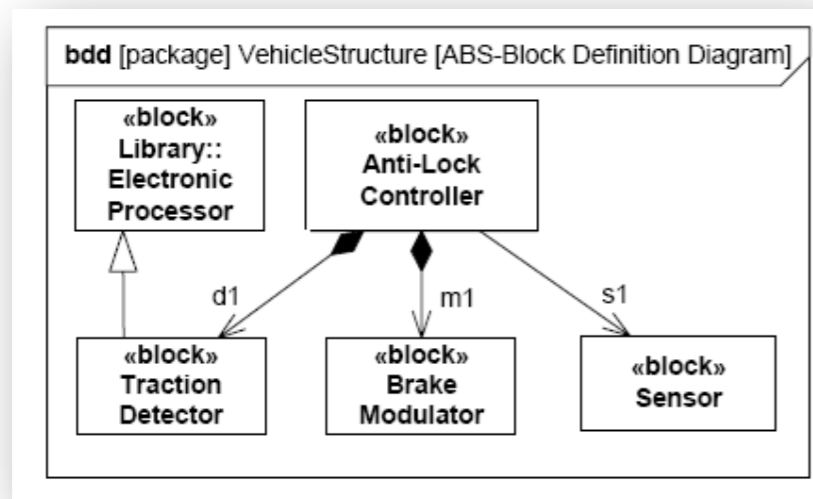 bdd [package] VehicleStructure [ABS-Block Definition Diagram]
«block»
Library::
Electronic
Processor
«block»
Anti-Lock
Controller
d1
m1
s1
«block»
Traction
Detector
«block»
Brake
Modulator
«block»
Sensor